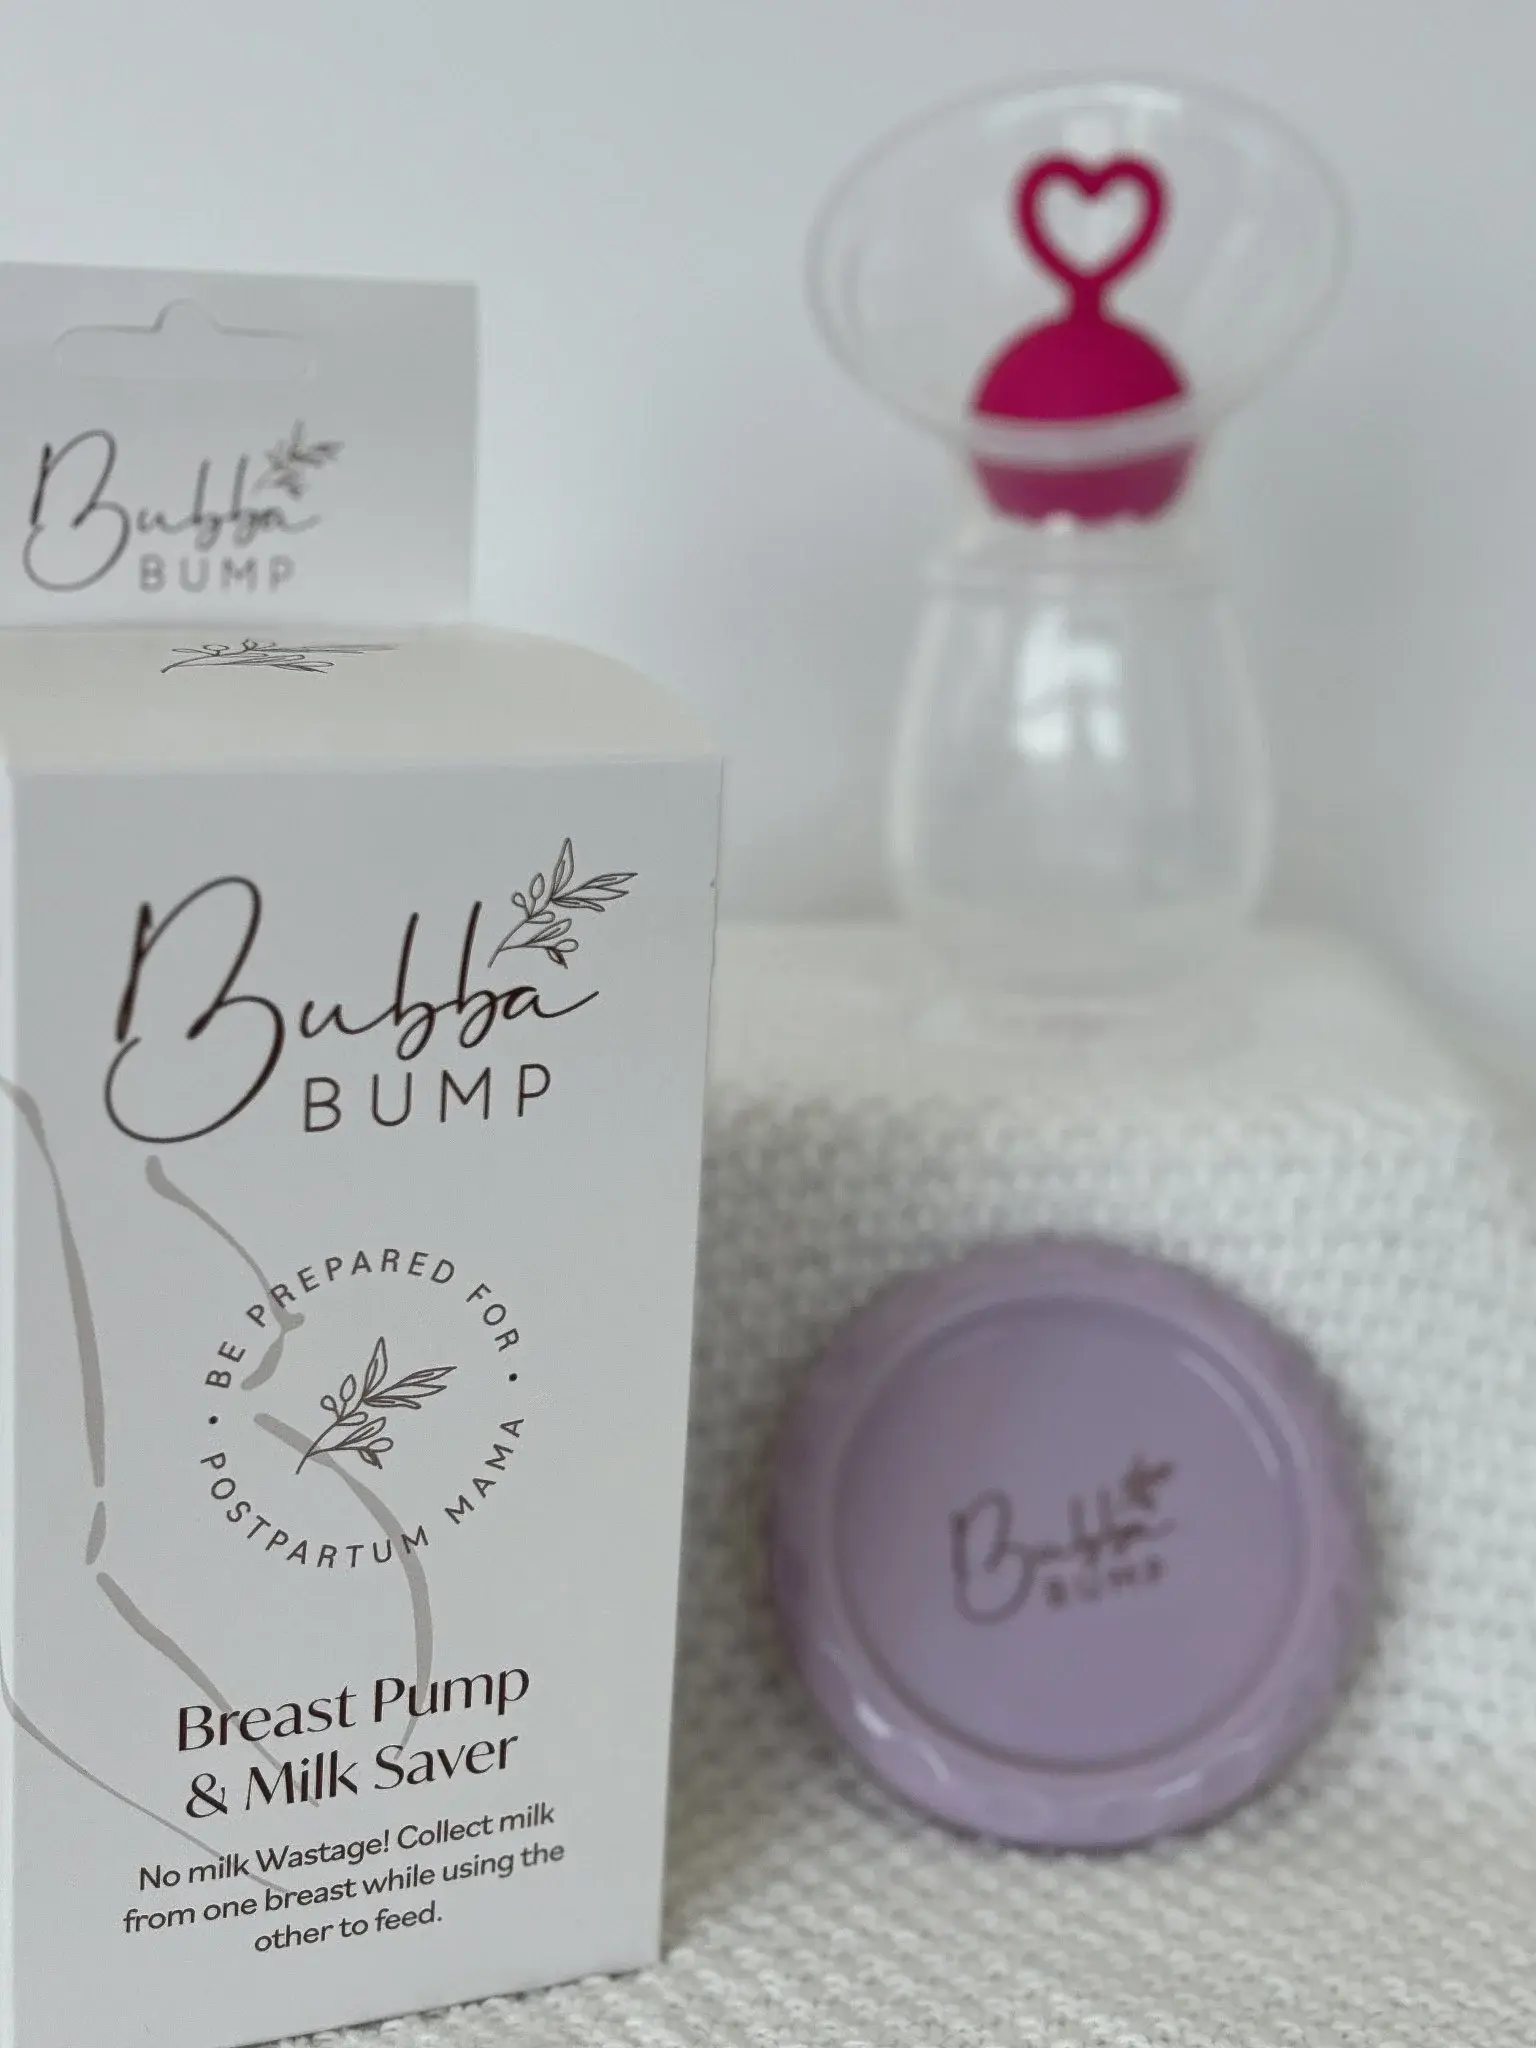 Bubba
BUMP
Bubba
BUMP
BE PREPARED FOR
• POSTPARTUM MAMA •
Breast Pump
& Milk Saver
No milk Wastage! Collect milk
from one breast while using the
other to feed.
Bubba
BUMP